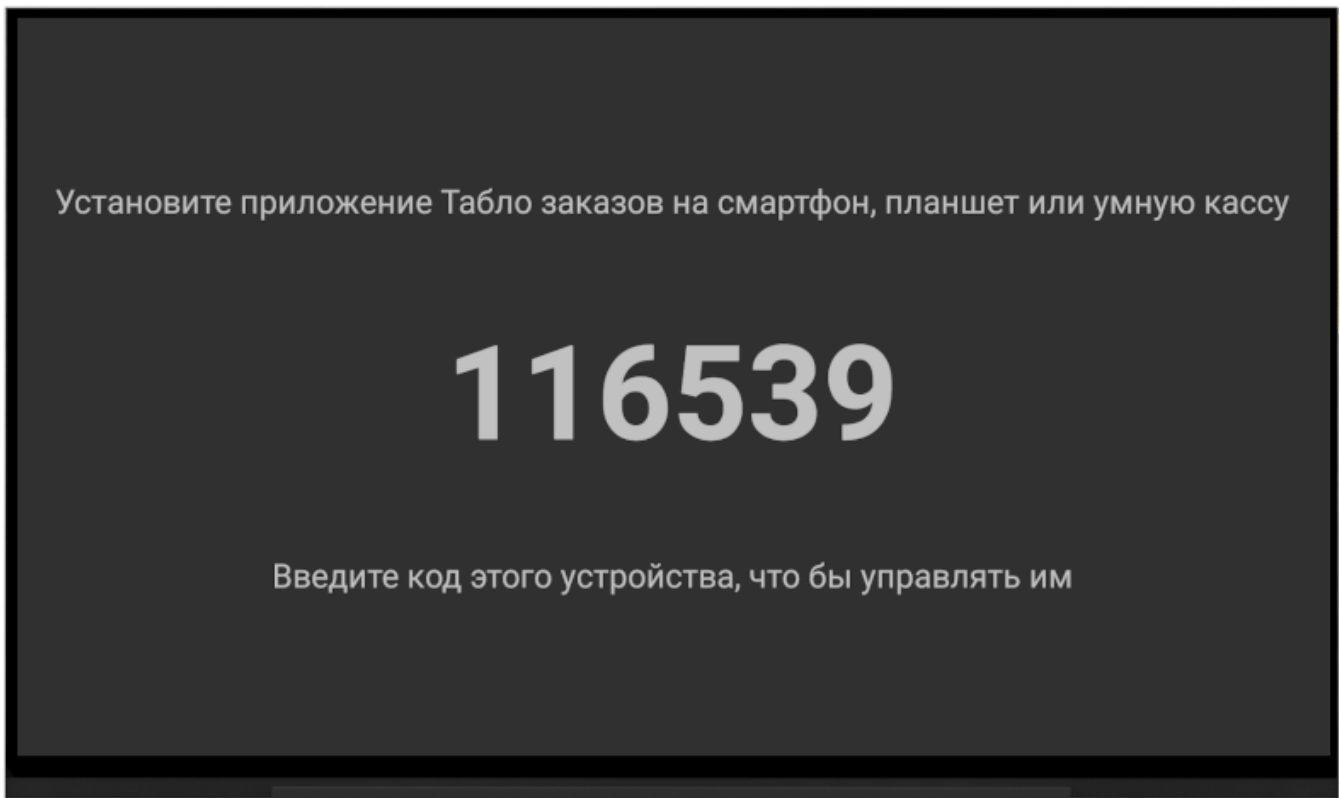 Установите приложение Табло заказов на смартфон, планшет или умную кассу
116539
Введите код этого устройства, что бы управлять им